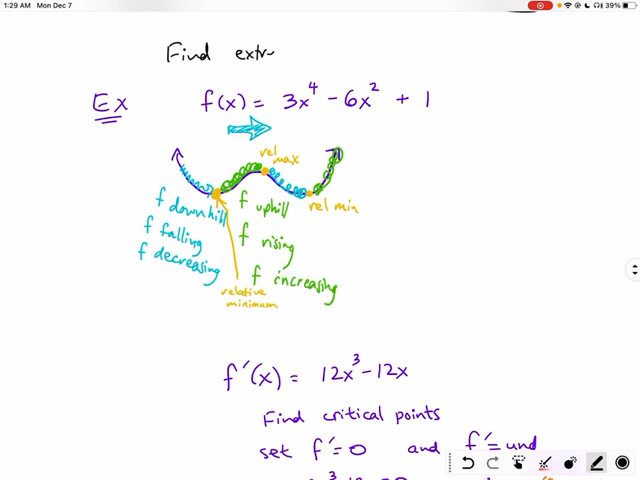 1:29 AM Mon Dec 7
39%
Find extr
Ex f(x) = 3x⁴ - 6x² + 1
rel max
f downhill
f uphill
rel min
f falling
f rising
f decreasing
f increasing
relative minimum
f'(x) = 12x³ - 12x
Find critical points
set f' = 0 and f' = und